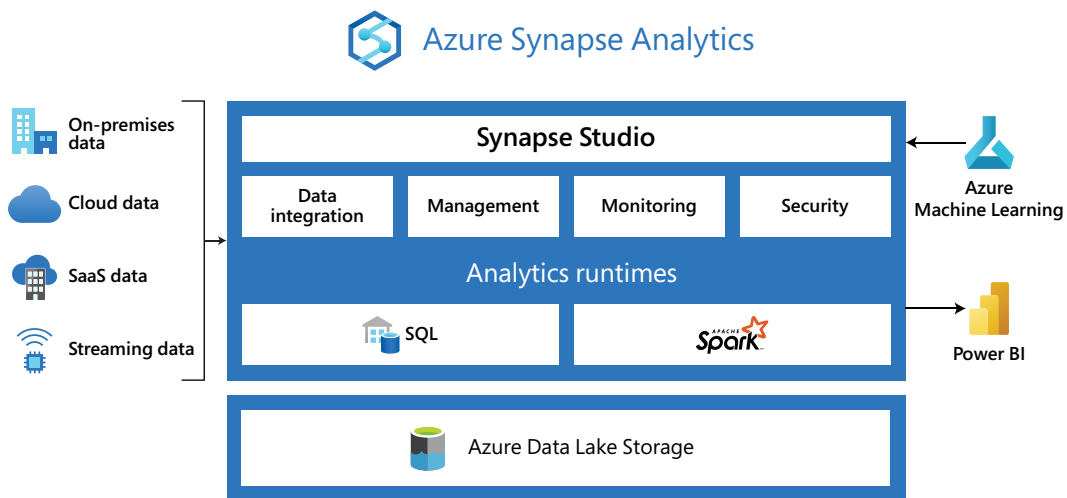 Azure Synapse Analytics
On-premises
data
Cloud data
SaaS data
Streaming data
Synapse Studio
Data
integration
Management
Monitoring
Security
Analytics runtimes
SQL
APACHE
Spark
Azure Data Lake Storage
Azure
Machine Learning
Power BI